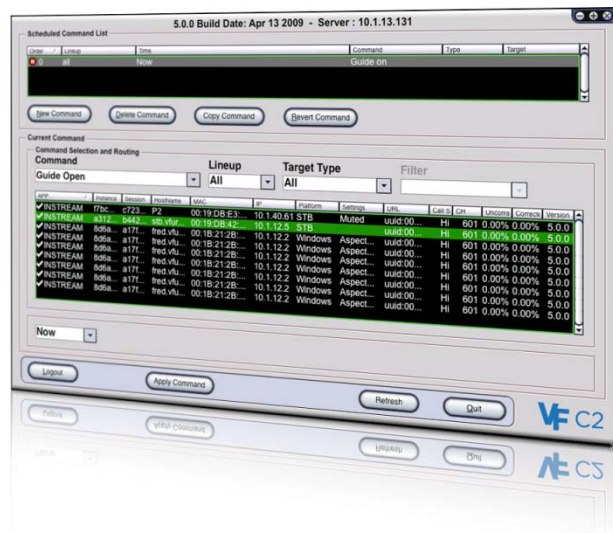 5.0.0 Build Date: Apr 13 2009 - Server : 10.1.13.131
Scheduled Command List
Order Lineup Time Command Type Target
0 all Now Guide on
New Command Delete Command Copy Command Revert Command
Current Command
Command Selection and Routing
Command Lineup Target Type Filter
Guide Open All All
APP Instance Session HostName MAC IP Platform Settings URL Call S CH Uncorre Correcti Version
INSTREAM f7bc... c723... P2 00:19:DB:E3:... 10.1.40.61 STB Muted uuid:00... Hi 601 0.00% 0.00% 5.0.0
INSTREAM a312... b442... stb.vfur... 00:19:DB:42:... 10.1.12.5 STB uuid:00... Hi 601 0.00% 0.00% 5.0.0
INSTREAM 8d6a... a17f... fred.vfu... 00:1B:21:2B:... 10.1.12.2 Windows Aspect... uuid:00... Hi 601 0.00% 0.00% 5.0.0
INSTREAM 8d6a... a17f... fred.vfu... 00:1B:21:2B:... 10.1.12.2 Windows Aspect... uuid:00... Hi 601 0.00% 0.00% 5.0.0
INSTREAM 8d6a... a17f... fred.vfu... 00:1B:21:2B:... 10.1.12.2 Windows Aspect... uuid:00... Hi 601 0.00% 0.00% 5.0.0
INSTREAM 8d6a... a17f... fred.vfu... 00:1B:21:2B:... 10.1.12.2 Windows Aspect... uuid:00... Hi 601 0.00% 0.00% 5.0.0
INSTREAM 8d6a... a17f... fred.vfu... 00:1B:21:2B:... 10.1.12.2 Windows Aspect... uuid:00... Hi 601 0.00% 0.00% 5.0.0
INSTREAM 8d6a... a17f... fred.vfu... 00:1B:21:2B:... 10.1.12.2 Windows Aspect... uuid:00... Hi 601 0.00% 0.00% 5.0.0
Now
Logout Apply Command Refresh Quit
VF C2